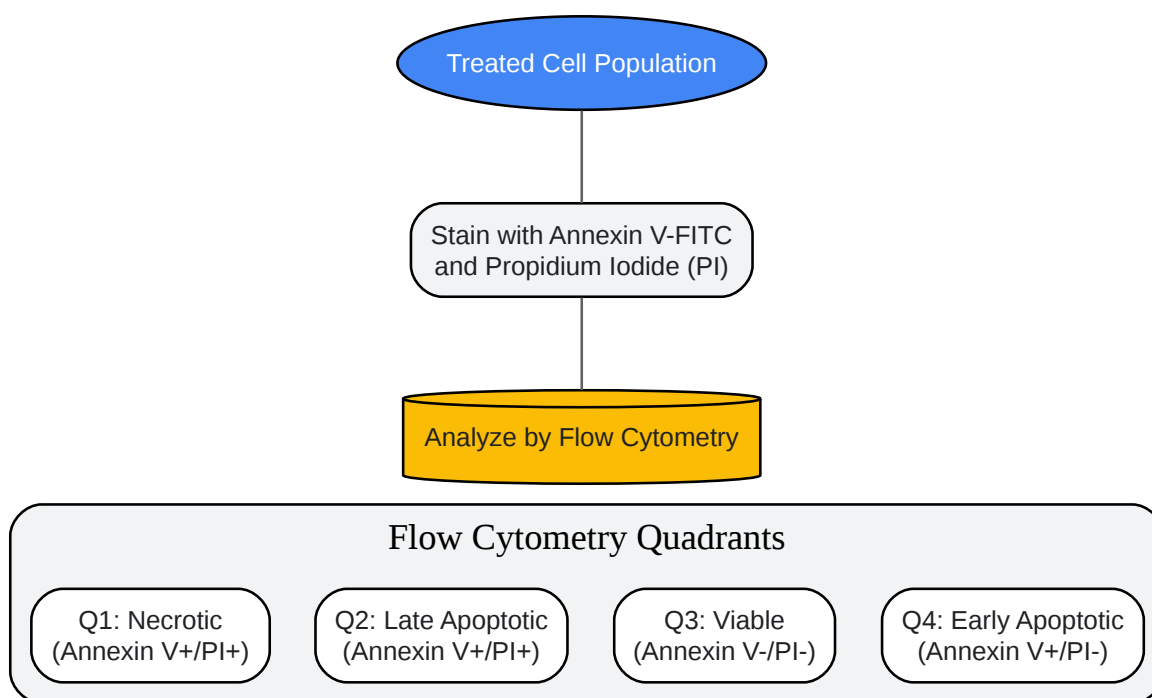 Treated Cell Population
Stain with Annexin V-FITC
and Propidium Iodide (PI)
Analyze by Flow Cytometry
Flow Cytometry Quadrants
Q1: Necrotic
(Annexin V+/PI+)
Q2: Late Apoptotic
(Annexin V+/PI+)
Q3: Viable
(Annexin V-/PI-)
Q4: Early Apoptotic
(Annexin V+/PI-)